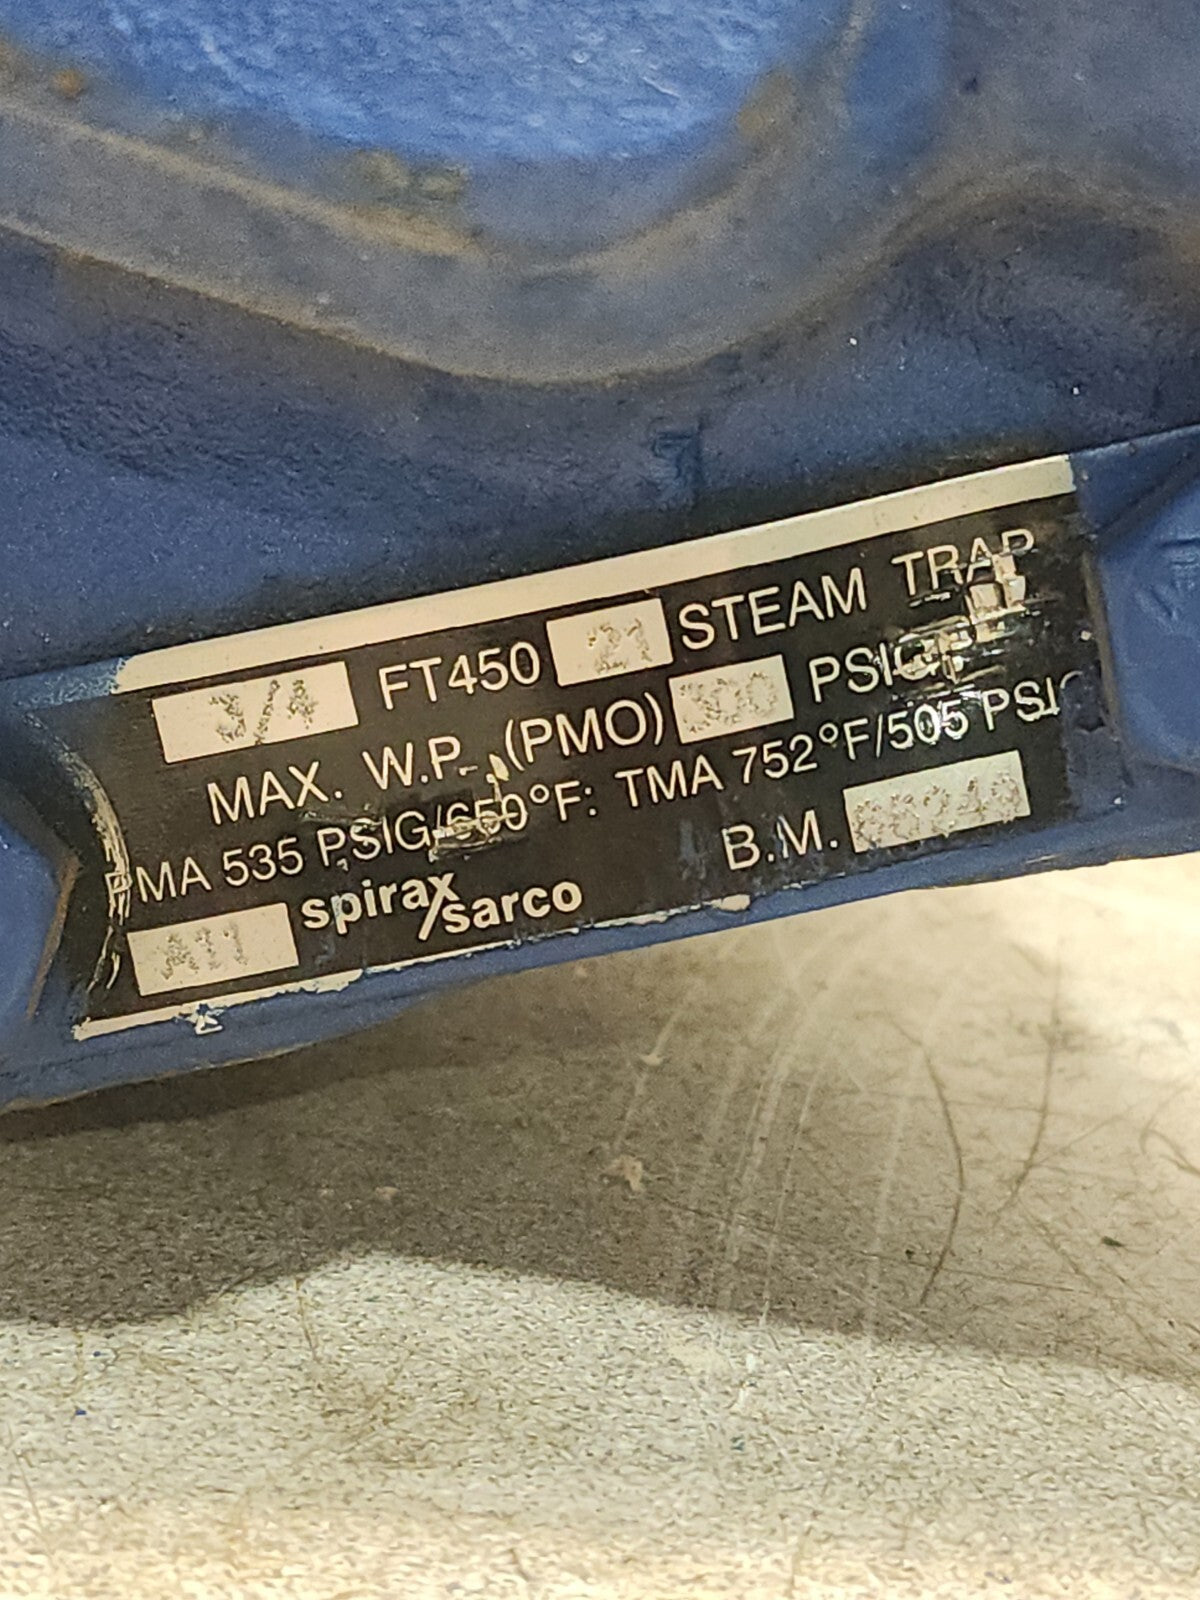 3/4 FT450 21 STEAM TRAP
MAX. W.P. (PMO) 300 PSIG
PMA 535 PSIG/650°F: TMA 752°F/505 PSIG
A11 spirax/sarco B.M.